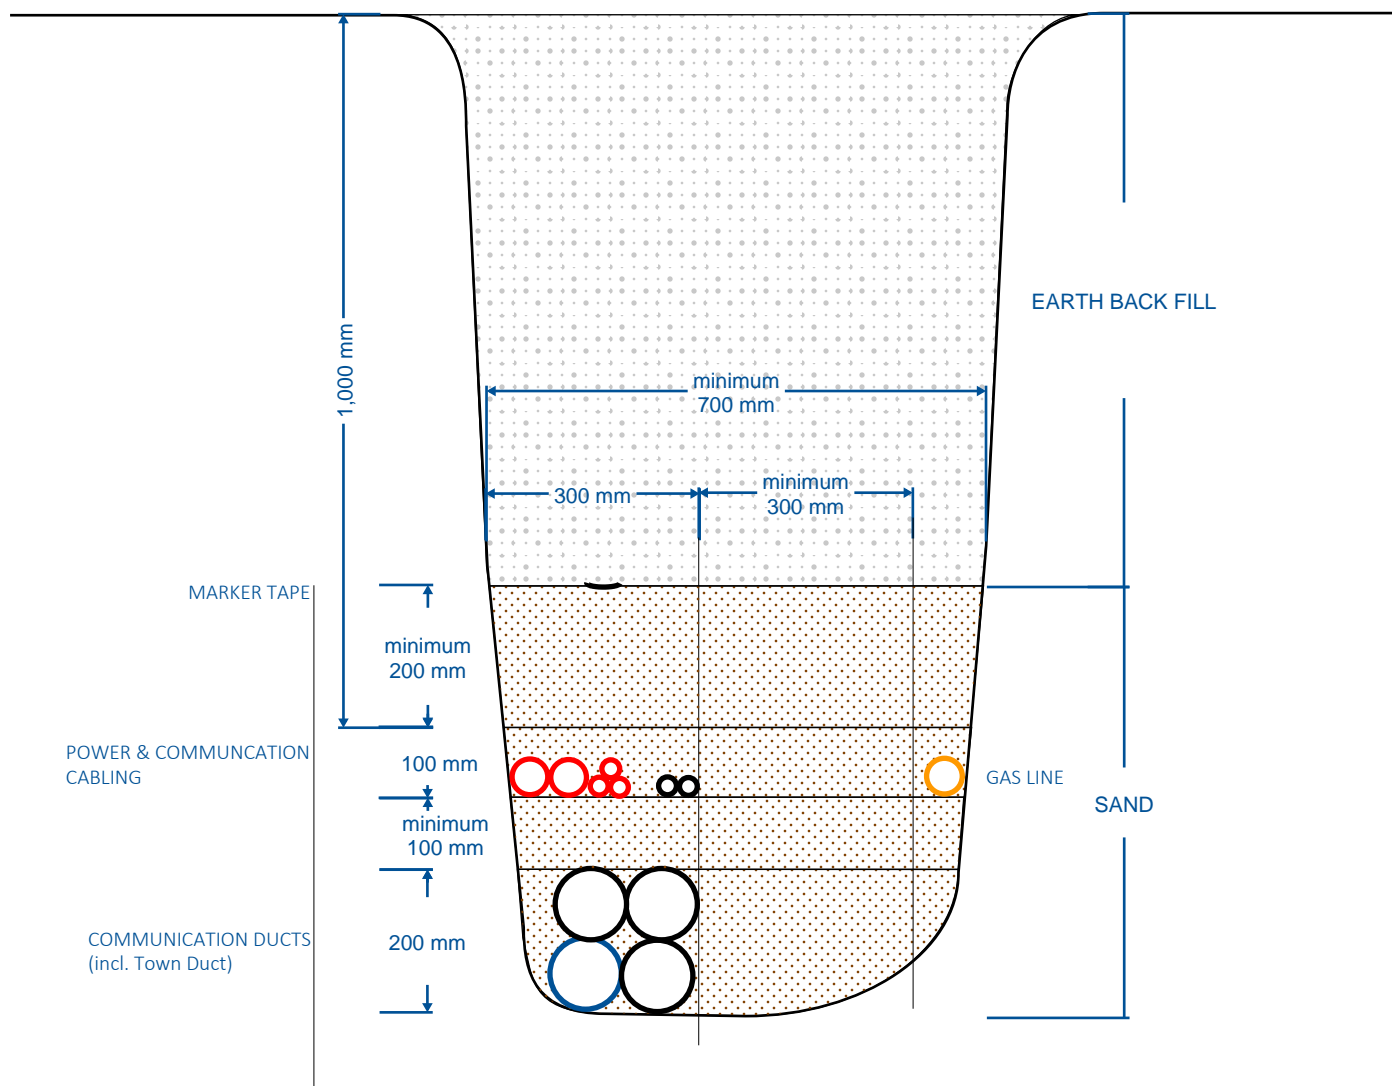 EARTH BACK FILL
1,000 mm
minimum
700 mm
300 mm
minimum
300 mm
MARKER TAPE
minimum
200 mm
POWER & COMMUNCATION
CABLING
100 mm
GAS LINE
SAND
minimum
100 mm
COMMUNICATION DUCTS
(incl. Town Duct)
200 mm